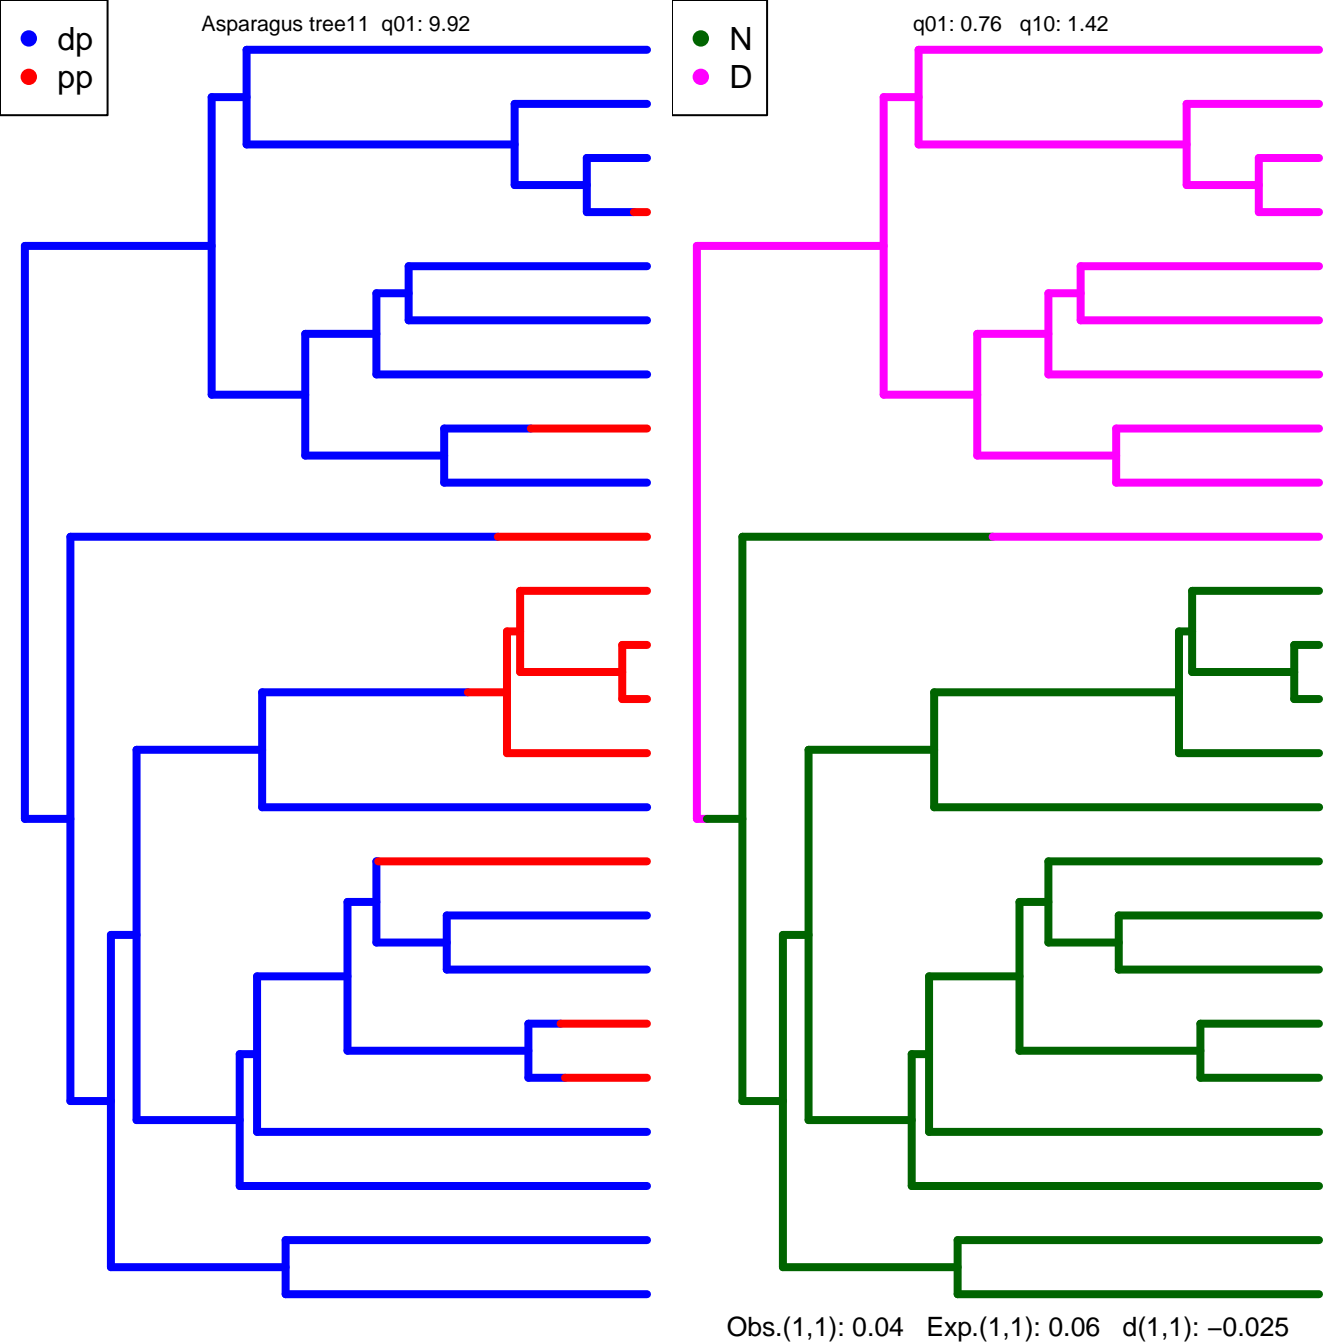 Asparagus tree11 q01: 9.92
dp
pp
q01: 0.76 q10: 1.42
N
D
Obs.(1,1): 0.04 Exp.(1,1): 0.06 d(1,1): −0.025